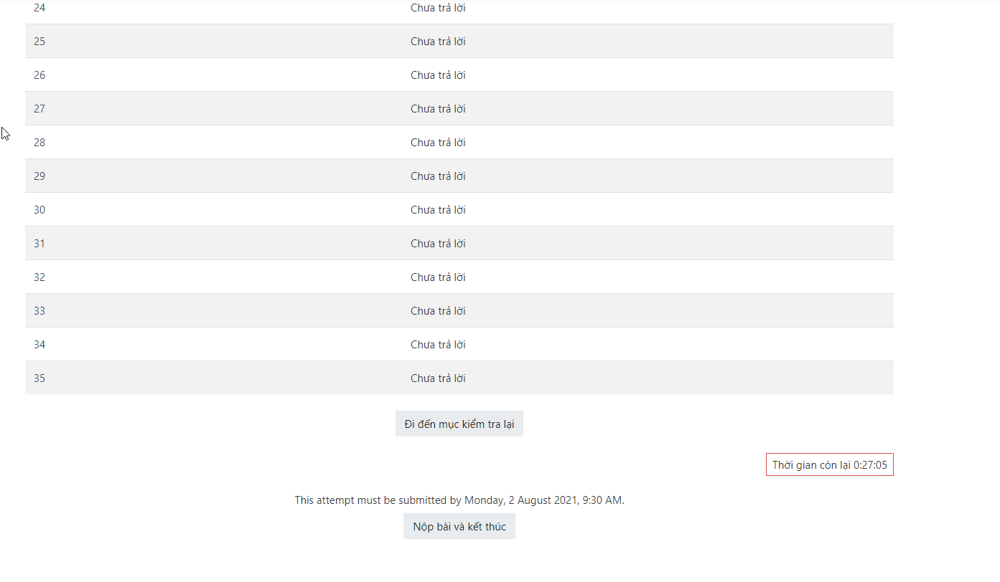 24 Chưa trả lời
25 Chưa trả lời
26 Chưa trả lời
27 Chưa trả lời
28 Chưa trả lời
29 Chưa trả lời
30 Chưa trả lời
31 Chưa trả lời
32 Chưa trả lời
33 Chưa trả lời
34 Chưa trả lời
35 Chưa trả lời
Đi đến mục kiểm tra lại
Thời gian còn lại 0:27:05
This attempt must be submitted by Monday, 2 August 2021, 9:30 AM.
Nộp bài và kết thúc